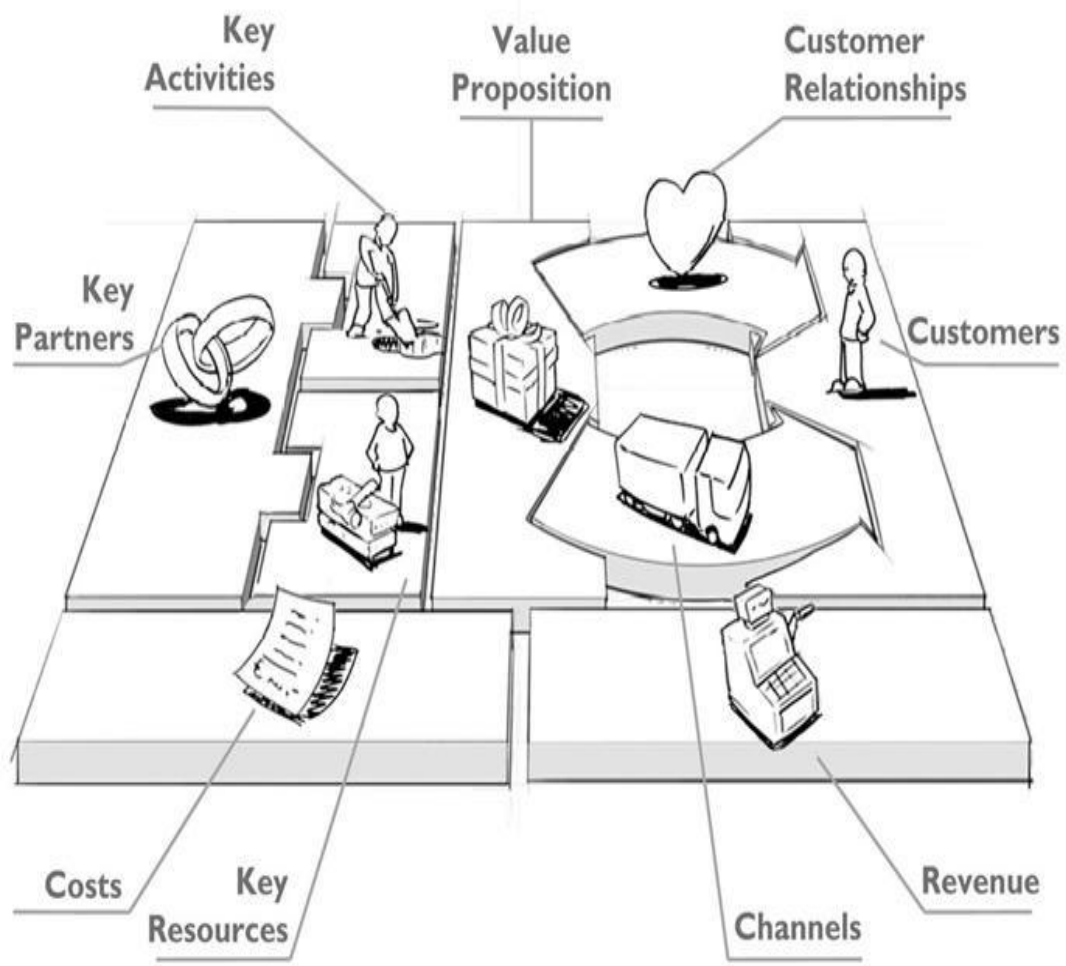 Key
Activities
Value
Proposition
Customer
Relationships
Key
Partners
Customers
Costs
Key
Resources
Channels
Revenue